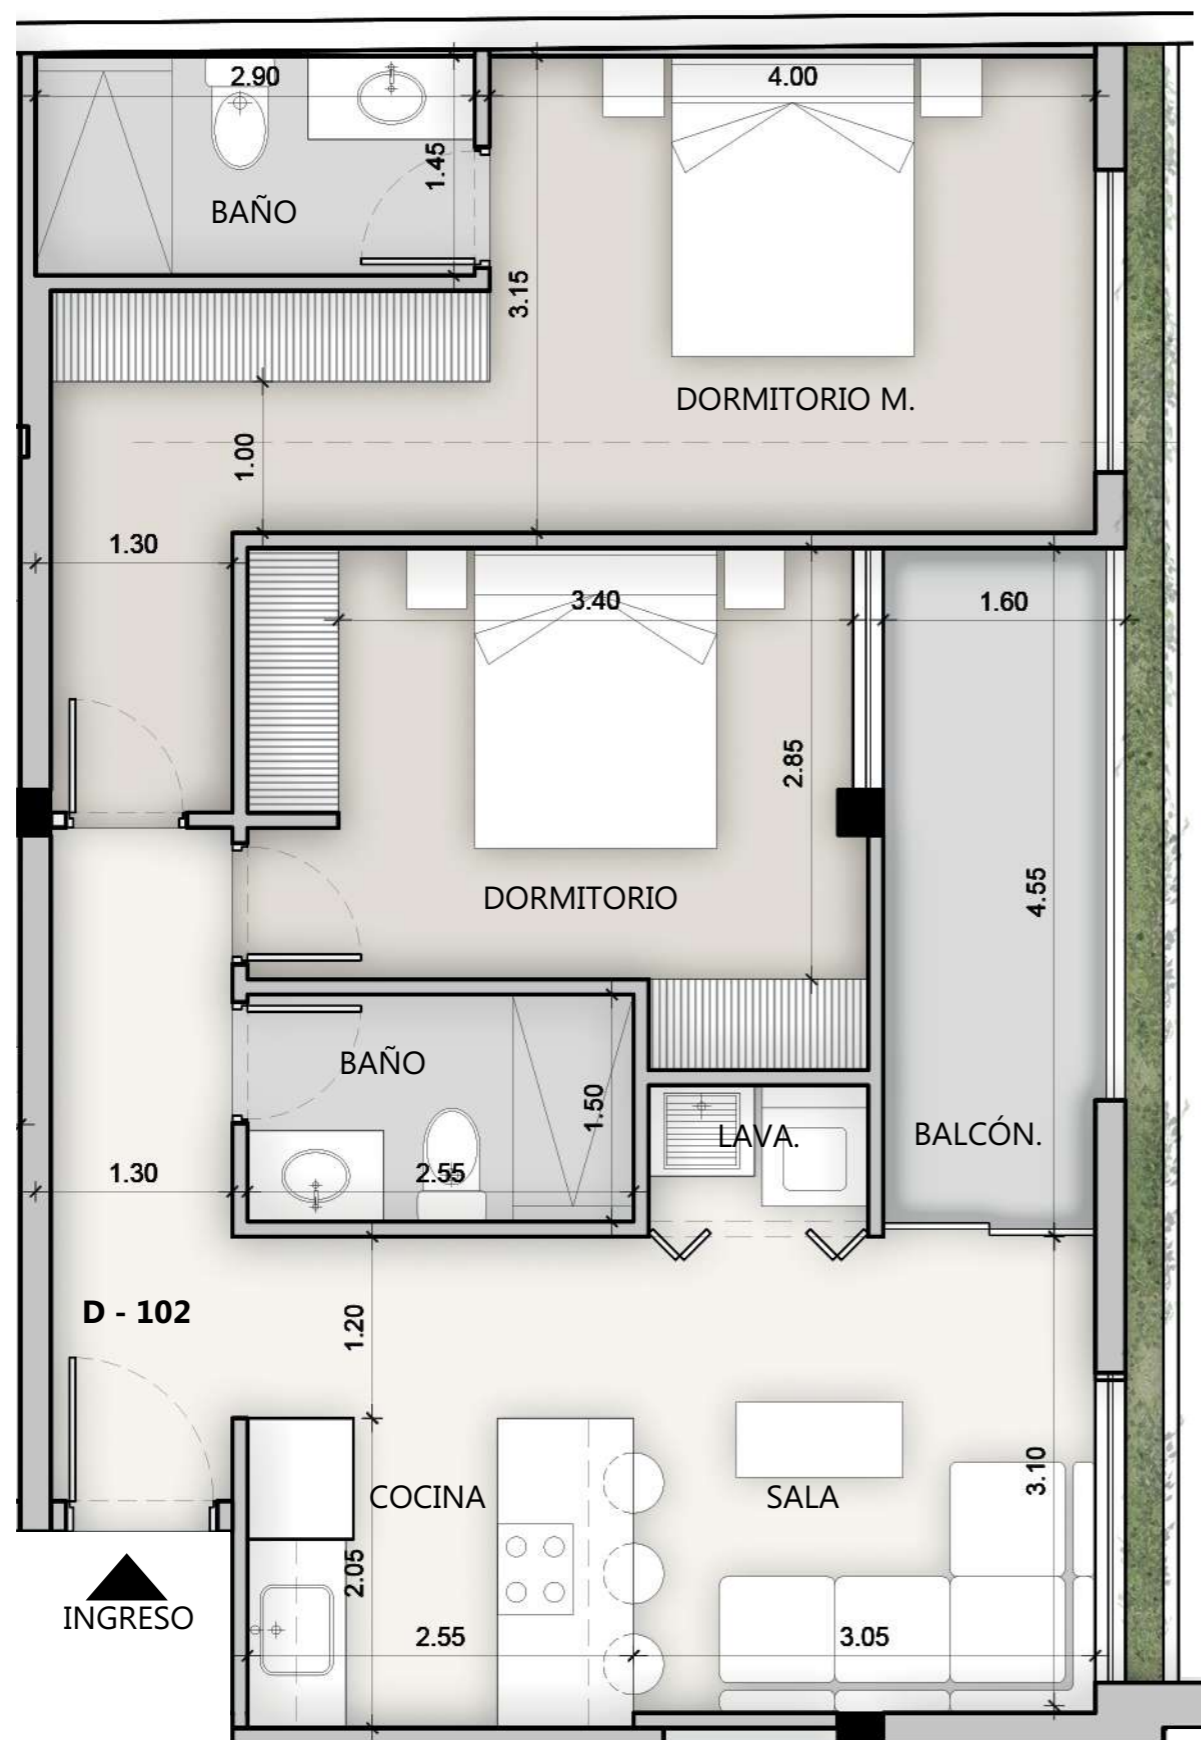 2.90
4.00
1.45
BAÑO
3.15
DORMITORIO M.
1.00
1.30
3.40
1.60
2.85
4.55
DORMITORIO
BAÑO
1.50
LAVA.
BALCÓN.
1.30
2.55
D - 102
1.20
3.10
COCINA
SALA
2.05
INGRESO
2.55
3.05